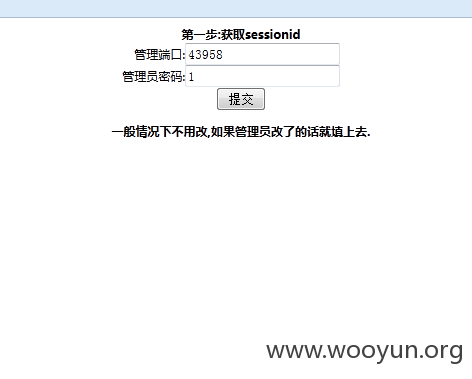 第一步:获取sessionid
管理端口:43958
管理员密码:1
提交
一般情况下不用改,如果管理员改了的话就填上去.
www.wooyun.org